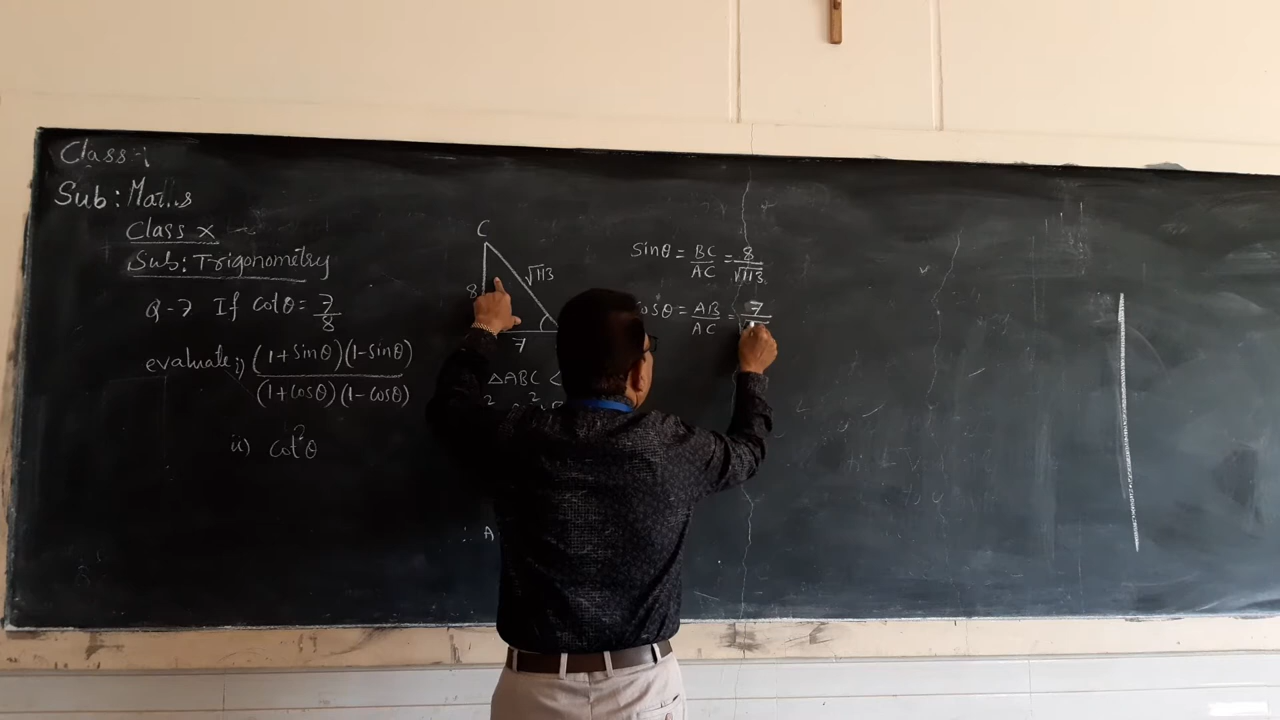 Class:-
Sub: Maths
Class X
Sub: Trigonometry
Q-7 If cotθ = 7/8
evaluate: i) (1+sinθ)(1-sinθ)/(1+cosθ)(1-cosθ)
ii) cot²θ
C
√113
8
7
△ABC
∴ A
Sinθ = BC/AC = 8/√113
cosθ = AB/AC = 7/